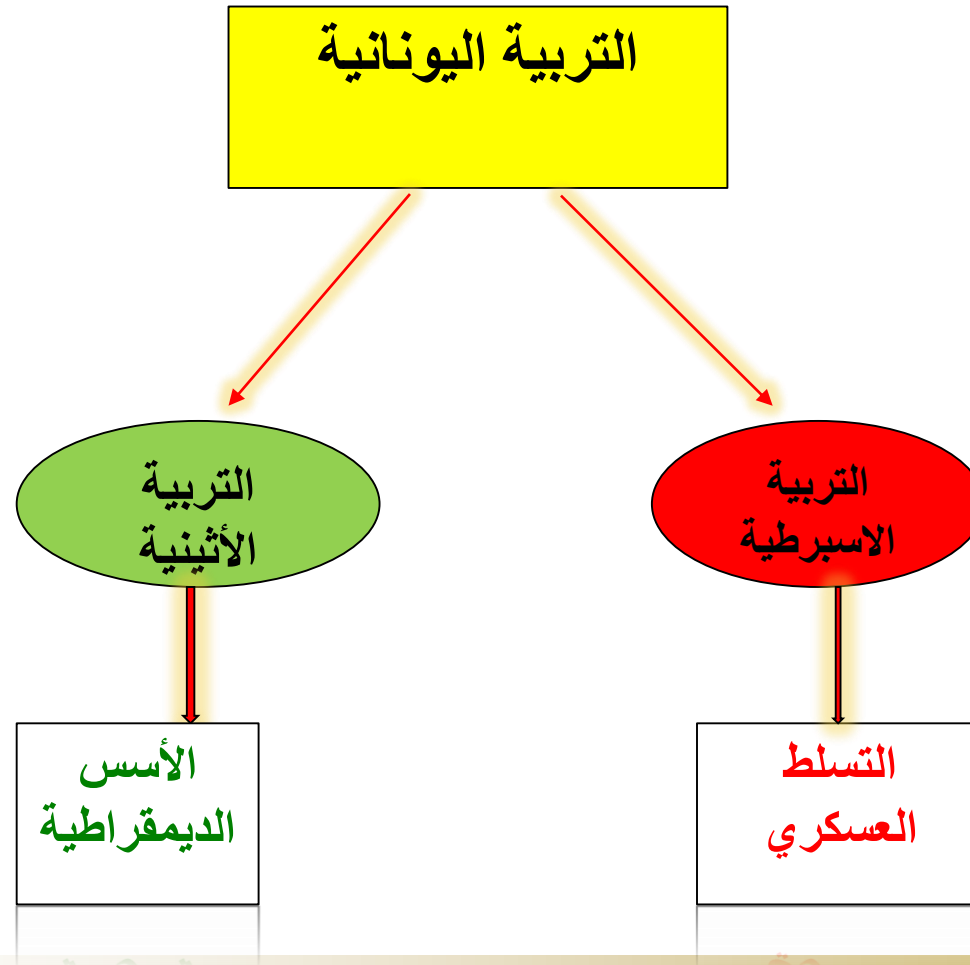 التربية اليونانية
التربية
الاسبرطية
التربية
الأثينية
التسلط
العسكري
الأسس
الديمقراطية